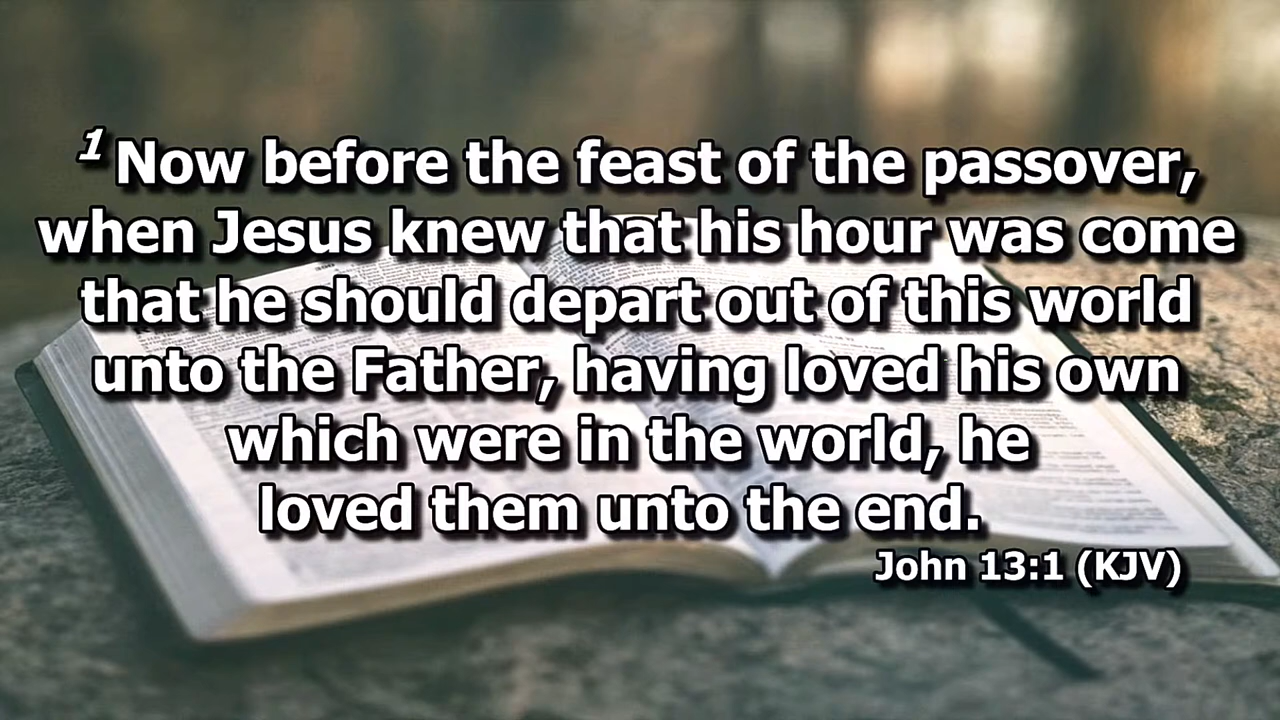 1 Now before the feast of the passover,
when Jesus knew that his hour was come
that he should depart out of this world
unto the Father, having loved his own
which were in the world, he
loved them unto the end.
John 13:1 (KJV)